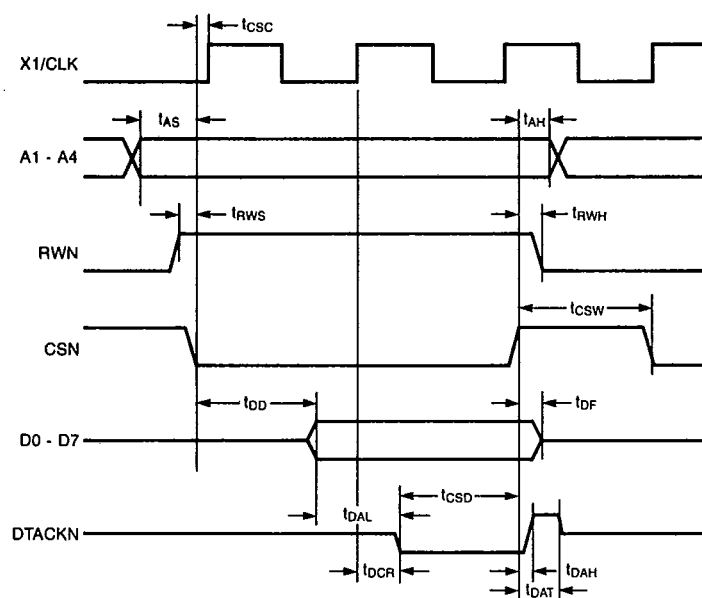 tCSC
X1/CLK
tAS
tAH
A1 - A4
tRWS
tRWH
RWN
tCSW
CSN
tDD
tDF
D0 - D7
tCSD
tDAL
DTACKN
tDCR
tDAH
tDAT